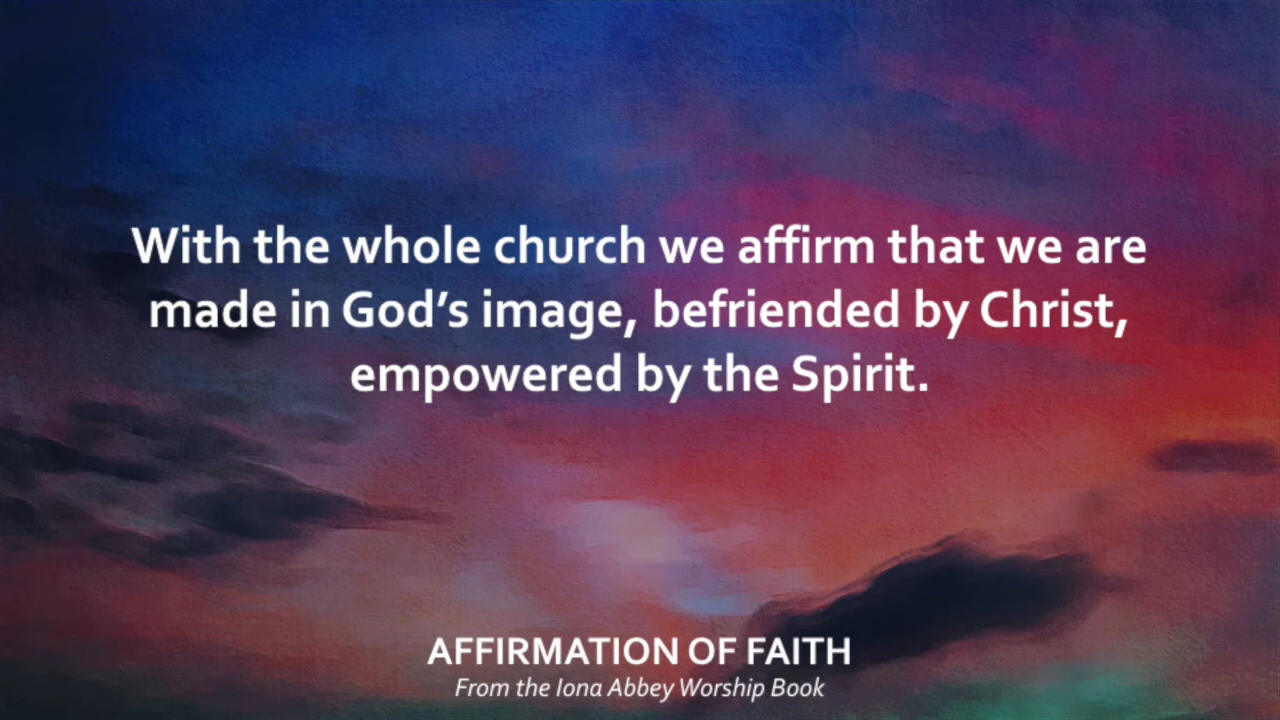 With the whole church we affirm that we are
made in God’s image, befriended by Christ,
empowered by the Spirit.
AFFIRMATION OF FAITH
From the Iona Abbey Worship Book